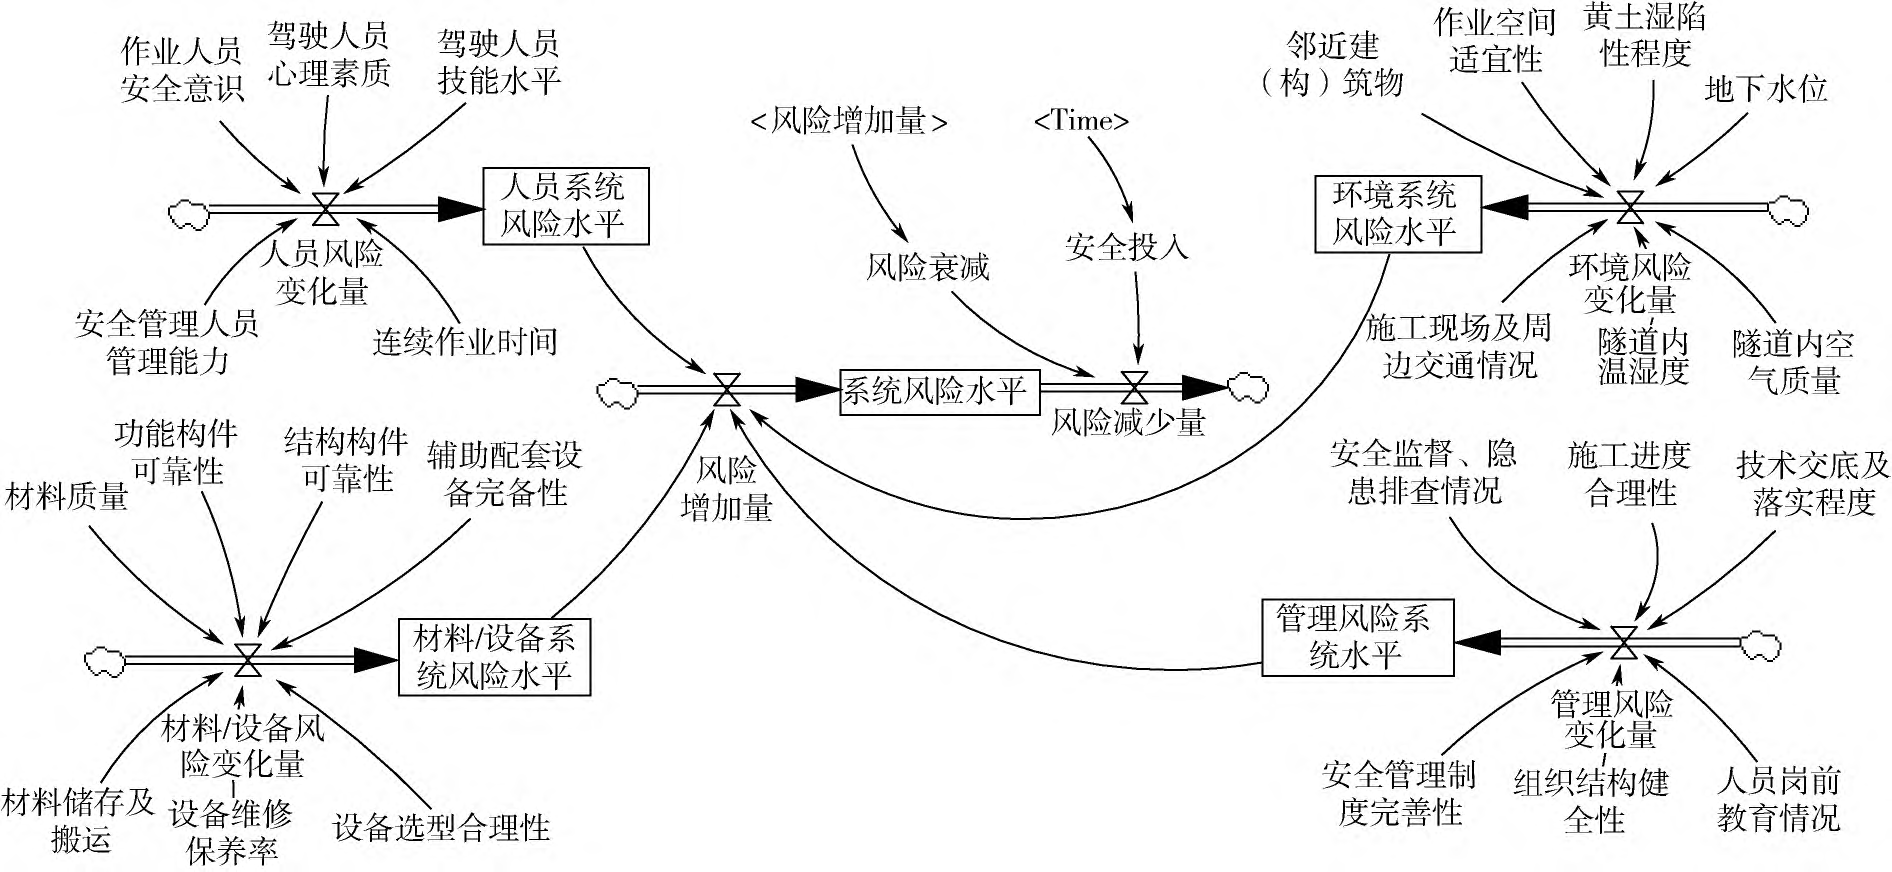 作业人员
安全意识
驾驶人员
心理素质
驾驶人员
技能水平
人员系统
风险水平
人员风险
变化量
安全管理人员
管理能力
连续作业时间
<风险增加量>
<Time>
风险衰减
安全投入
邻近建
（构）筑物
作业空间
适宜性
黄土湿陷
性程度
地下水位
环境系统
风险水平
环境风险
变化量
施工现场及周
边交通情况
隧道内
温湿度
隧道内空
气质量
系统风险水平
风险减少量
风险
增加量
材料质量
功能构件
可靠性
结构构件
可靠性
辅助配套设
备完备性
材料/设备系
统风险水平
材料/设备风
险变化量
材料储存及
搬运
设备维修
保养率
设备选型合理性
安全监督、隐
患排查情况
施工进度
合理性
技术交底及
落实程度
管理风险系
统水平
管理风险
变化量
安全管理制
度完善性
组织结构健
全性
人员岗前
教育情况